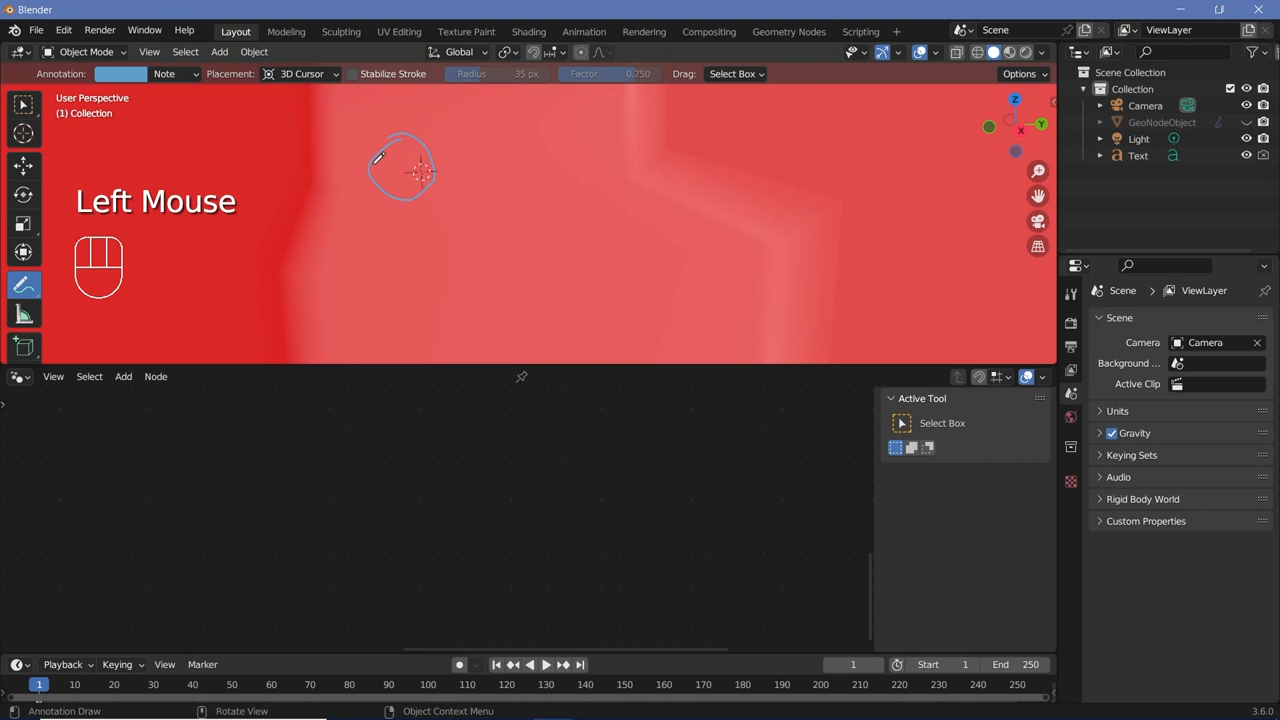 Blender
File Edit Render Window Help Layout Modeling Sculpting UV Editing Texture Paint Shading Animation Rendering Compositing Geometry Nodes Scripting + Scene ViewLayer
Object Mode View Select Add Object Global
Annotation: Note Placement: 3D Cursor Stabilize Stroke Radius 35 px Factor 0.750 Drag: Select Box Options
User Perspective
(1) Collection
Z
Y
X
Left Mouse
Scene Collection
Collection
Camera
GeoNodeObject
Light
Text
Scene > ViewLayer
Scene
Camera Camera
Background ...
Active Clip
Units
Gravity
Keying Sets
Audio
Rigid Body World
Custom Properties
View Select Add Node
Active Tool
Select Box
Playback Keying View Marker 1 Start 1 End 250
1 10 20 30 40 50 60 70 80 90 100 110 120 130 140 150 160 170 180 190 200 210 220 230 240 250
Annotation Draw Rotate View Object Context Menu 3.6.0